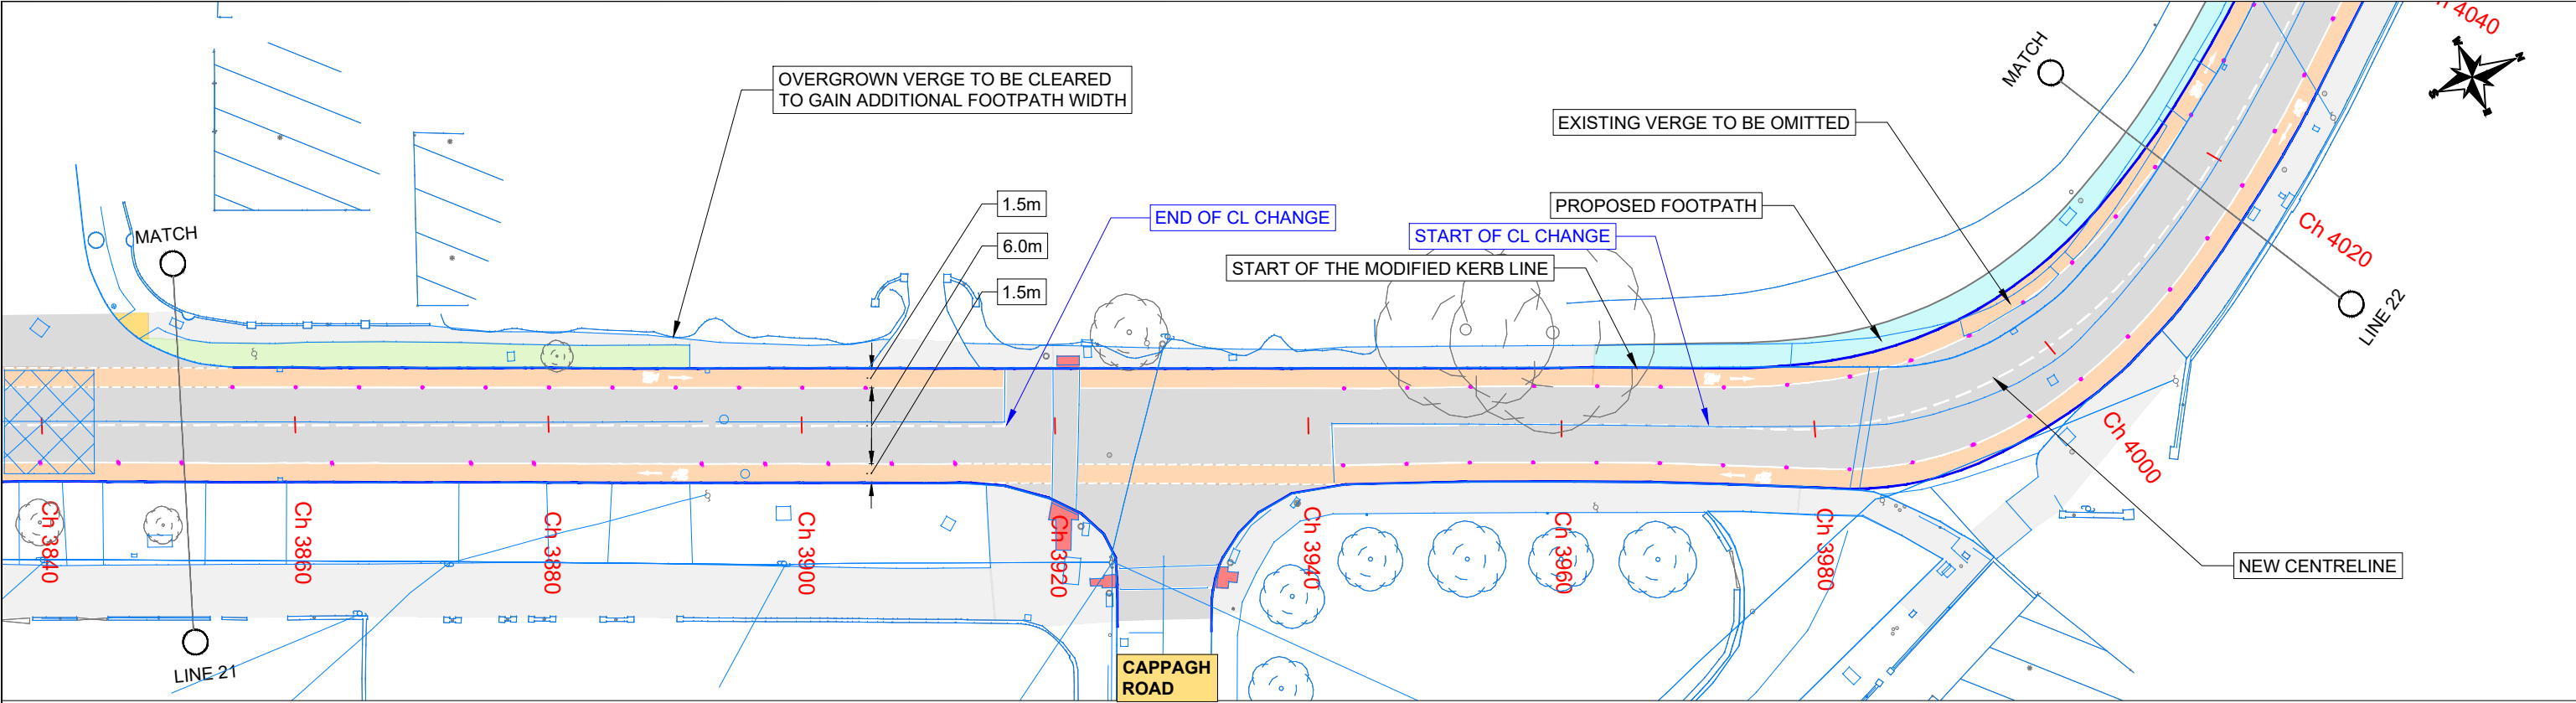 OVERGROWN VERGE TO BE CLEARED
TO GAIN ADDITIONAL FOOTPATH WIDTH
1.5m
6.0m
1.5m
END OF CL CHANGE
START OF CL CHANGE
START OF THE MODIFIED KERB LINE
EXISTING VERGE TO BE OMITTED
PROPOSED FOOTPATH
NEW CENTRELINE
MATCH
LINE 21
MATCH
LINE 22
Ch 3840
Ch 3860
Ch 3880
Ch 3900
Ch 3920
Ch 3940
Ch 3960
Ch 3980
Ch 4000
Ch 4020
4040
CAPPAGH
ROAD